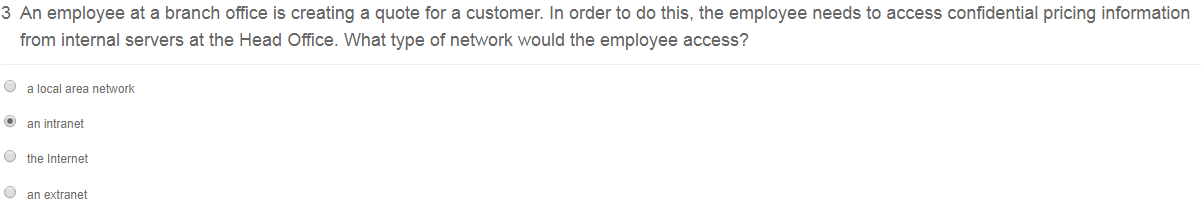 3 An employee at a branch office is creating a quote for a customer. In order to do this, the employee needs to access confidential pricing information
from internal servers at the Head Office. What type of network would the employee access?
a local area network
an intranet
the Internet
an extranet